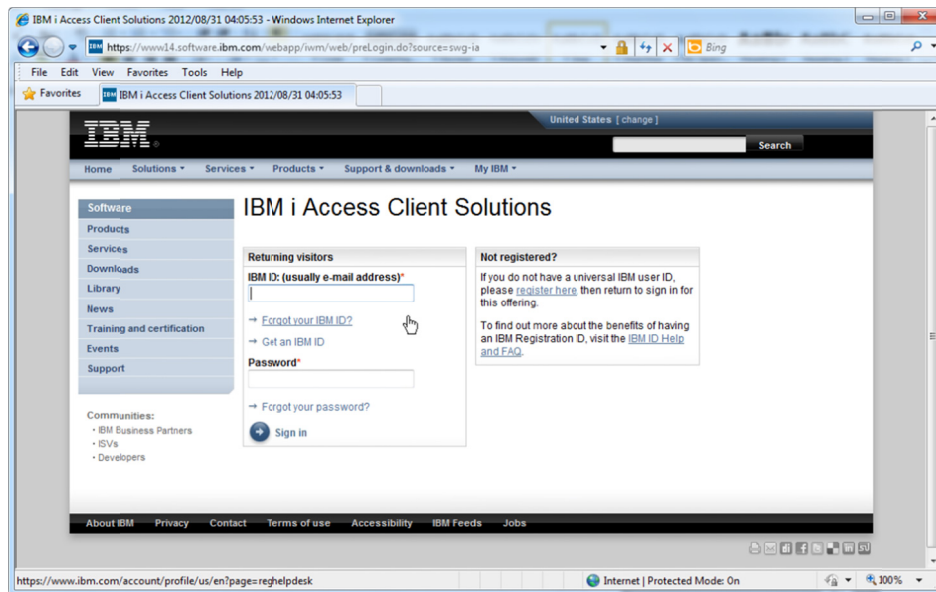 IBM i Access Client Solutions 2012/08/31 04:05:53 - Windows Internet Explorer
https://www14.software.ibm.com/webapp/iwm/web/preLogin.do?source=swg-ia
Bing
File Edit View Favorites Tools Help
Favorites
IBM i Access Client Solutions 2012/08/31 04:05:53
United States [ change ]
IBM
Search
Home Solutions Services Products Support & downloads My IBM
Software
Products
Services
Downloads
Library
News
Training and certification
Events
Support
Communities:
· IBM Business Partners
· ISVs
· Developers
IBM i Access Client Solutions
Returning visitors
IBM ID: (usually e-mail address)*
→ Forgot your IBM ID?
→ Get an IBM ID
Password*
→ Forgot your password?
Sign in
Not registered?
If you do not have a universal IBM user ID,
please register here then return to sign in for
this offering.
To find out more about the benefits of having
an IBM Registration D, visit the IBM ID Help
and FAQ.
About IBM Privacy Contact Terms of use Accessibility IBM Feeds Jobs
https://www.ibm.com/account/profile/us/en?page=reghelpdesk
Internet | Protected Mode: On
100%